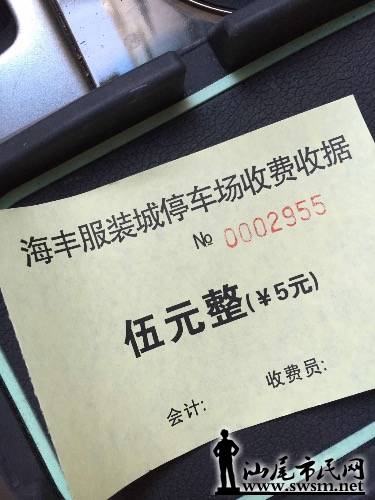 海丰服装城停车场收费收据
№ 0002955
伍元整(¥5元)
收费员:
会计:
汕尾市民网
www.swsm.net